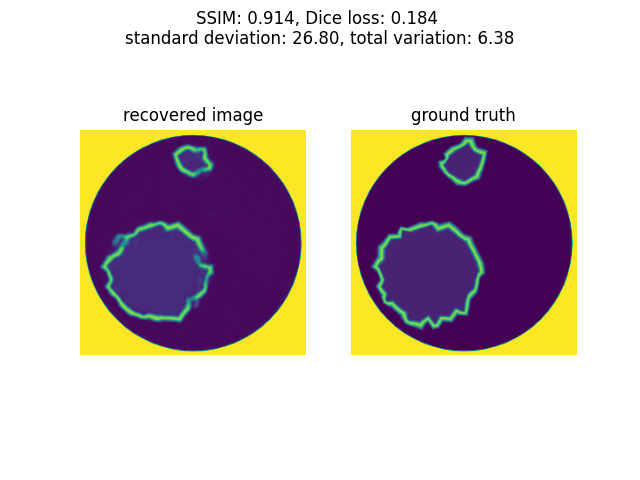 SSIM: 0.914, Dice loss: 0.184
standard deviation: 26.80, total variation: 6.38
recovered image
ground truth